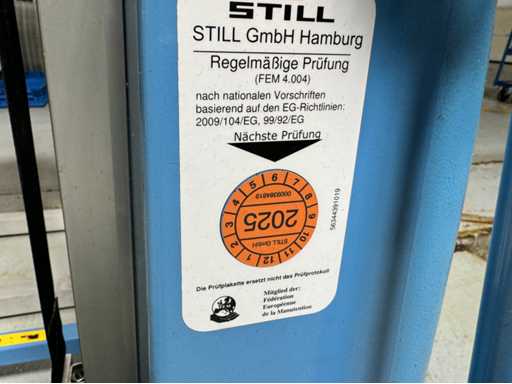 STILL
STILL GmbH Hamburg
Regelmäßige Prüfung
(FEM 4.004)
nach nationalen Vorschriften
basierend auf den EG-Richtlinien:
2009/104/EG, 99/92/EG
Nächste Prüfung
1 2 3 4 5 6 7 8 9 10 11 12
2025
STILL GmbH
56344391019
Die Prüfplakette ersetzt nicht das Prüfprotokoll
Mitglied der:
Fédération
Européenne
de la Manutention